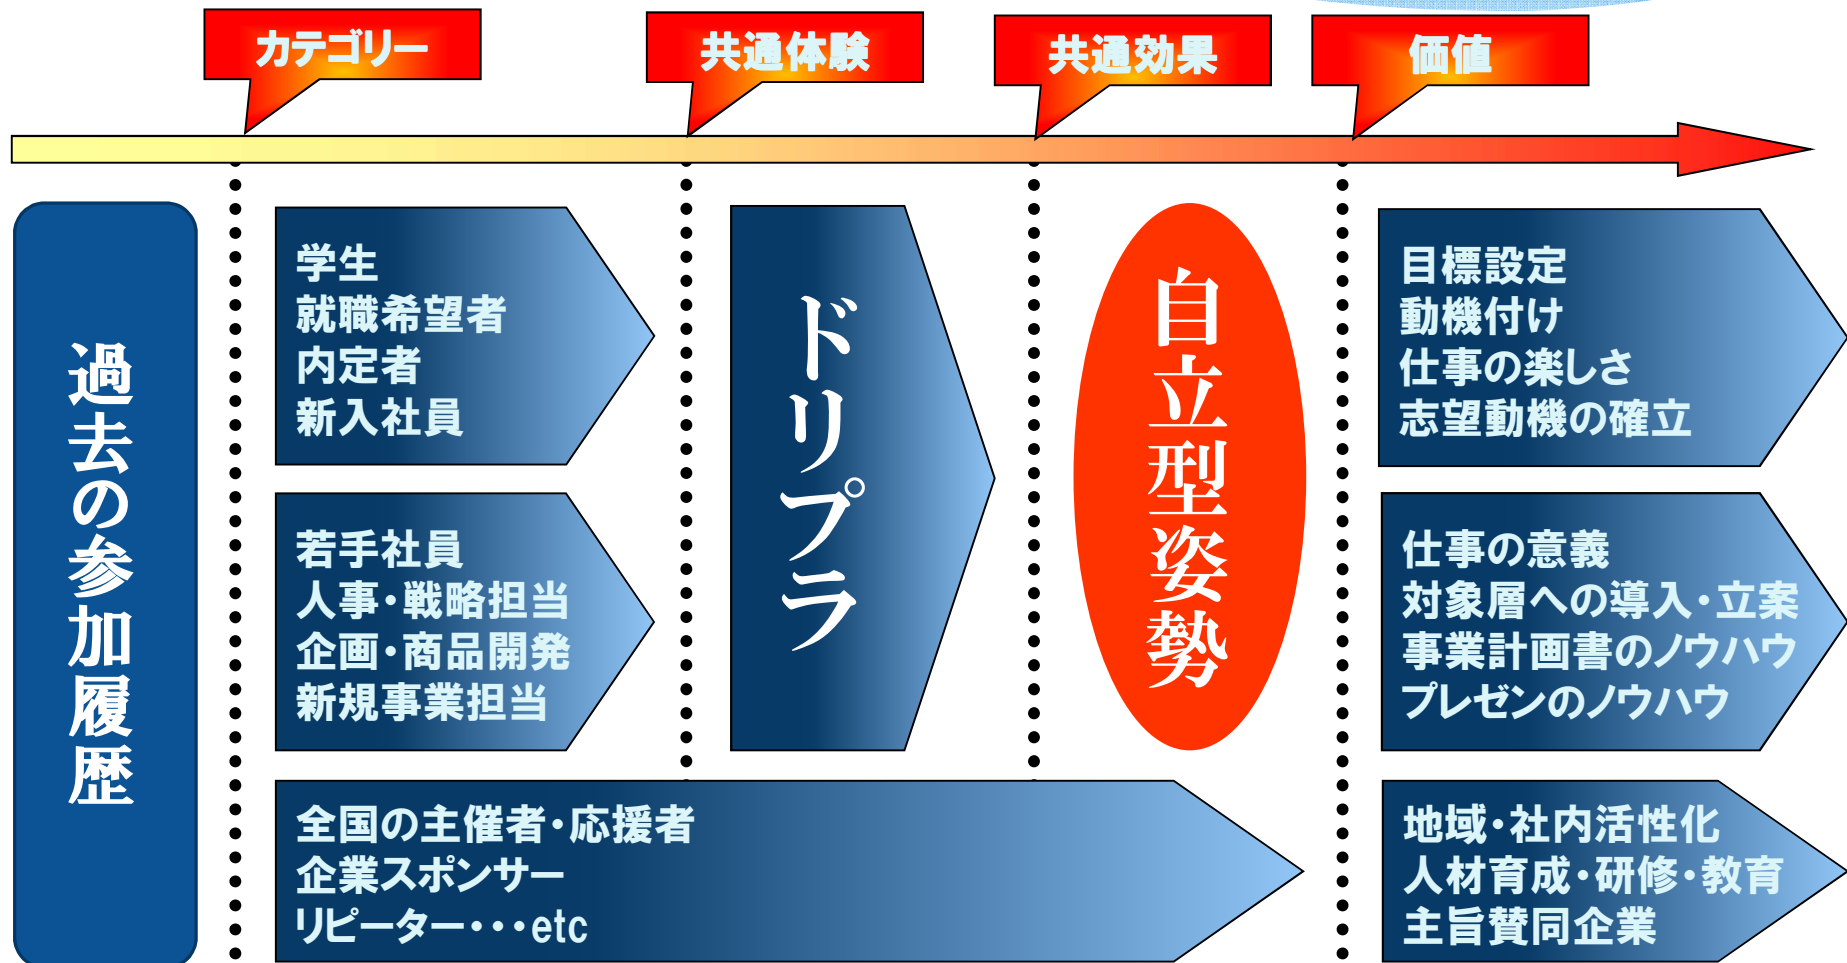 カテゴリー
共通体験
共通効果
価値
過去の参加履歴
学生
就職希望者
内定者
新入社員
若手社員
人事・戦略担当
企画・商品開発
新規事業担当
ドリプラ
自立型姿勢
目標設定
動機付け
仕事の楽しさ
志望動機の確立
仕事の意義
対象層への導入・立案
事業計画書のノウハウ
プレゼンのノウハウ
全国の主催者・応援者
企業スポンサー
リピーター・・・etc
地域・社内活性化
人材育成・研修・教育
主旨賛同企業